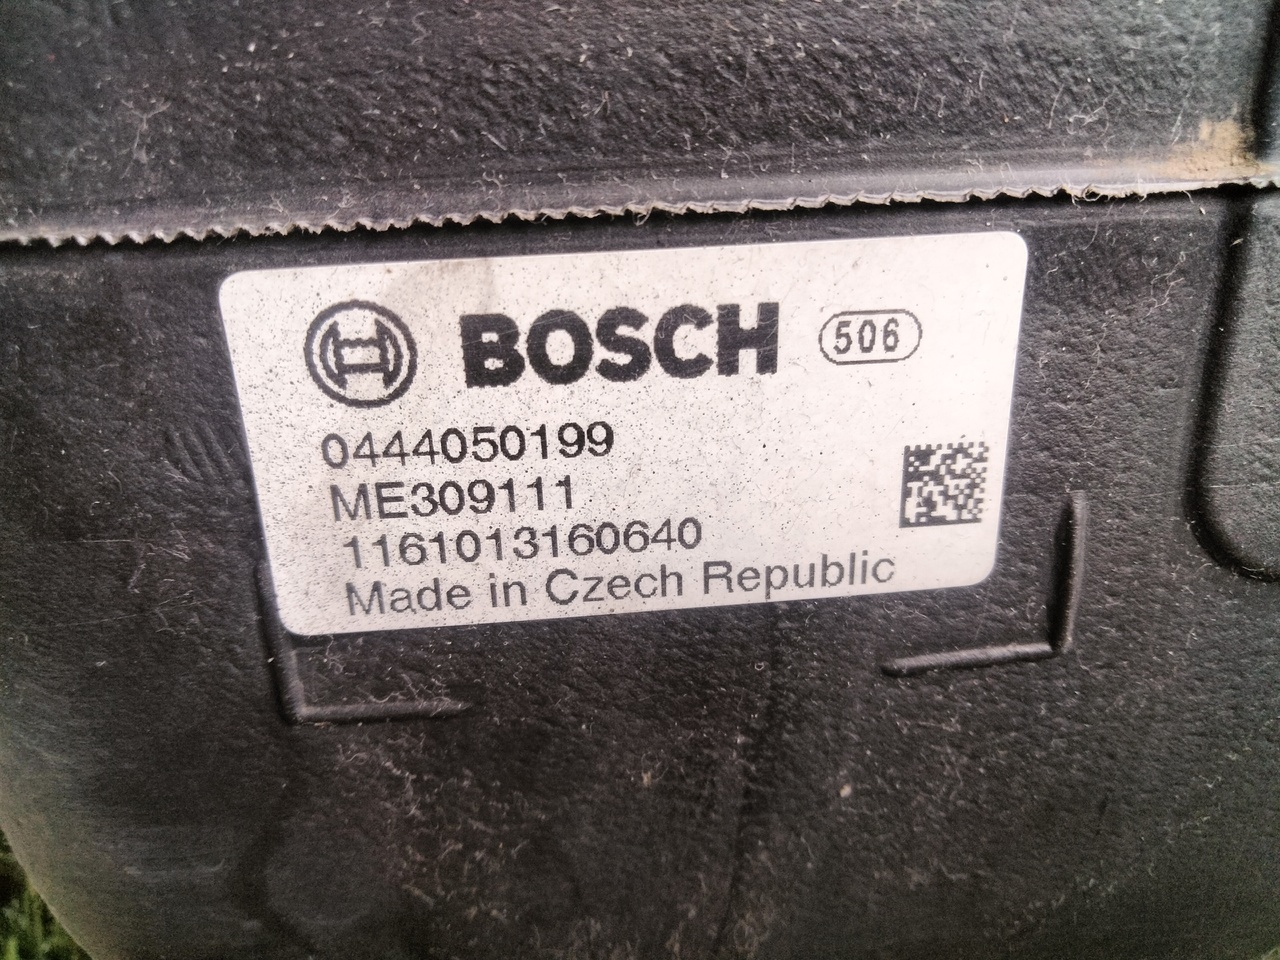 BOSCH 506
0444050199
ME309111
1161013160640
Made in Czech Republic